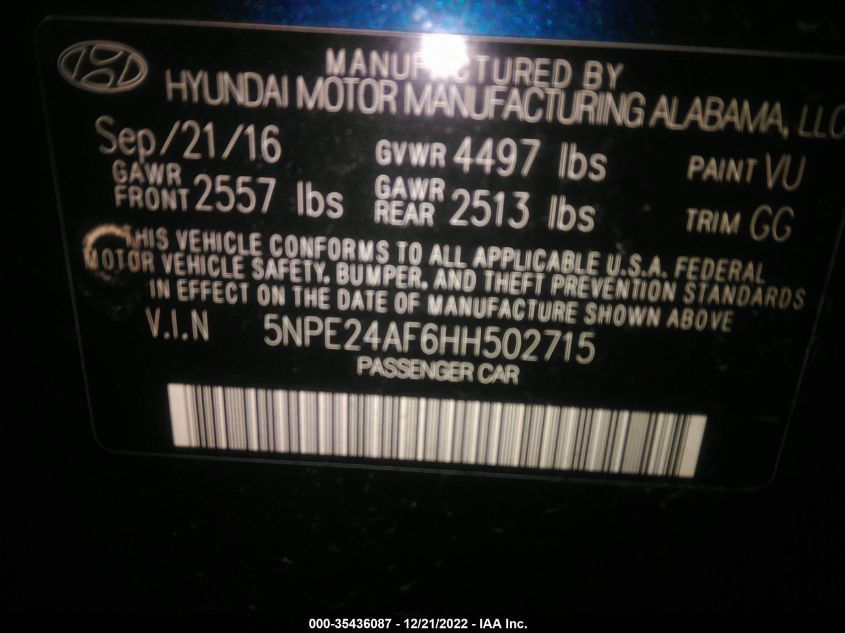 MANUFACTURED BY
HYUNDAI MOTOR MANUFACTURING ALABAMA, LLC
Sep/21/16 GVWR 4497 lbs PAINT VU
GAWR FRONT 2557 lbs GAWR REAR 2513 lbs TRIM GG
THIS VEHICLE CONFORMS TO ALL APPLICABLE U.S.A. FEDERAL
MOTOR VEHICLE SAFETY, BUMPER, AND THEFT PREVENTION STANDARDS
IN EFFECT ON THE DATE OF MANUFACTURE SHOWN ABOVE
V.I.N 5NPE24AF6HH502715
PASSENGER CAR
000-35436087 - 12/21/2022 - IAA Inc.